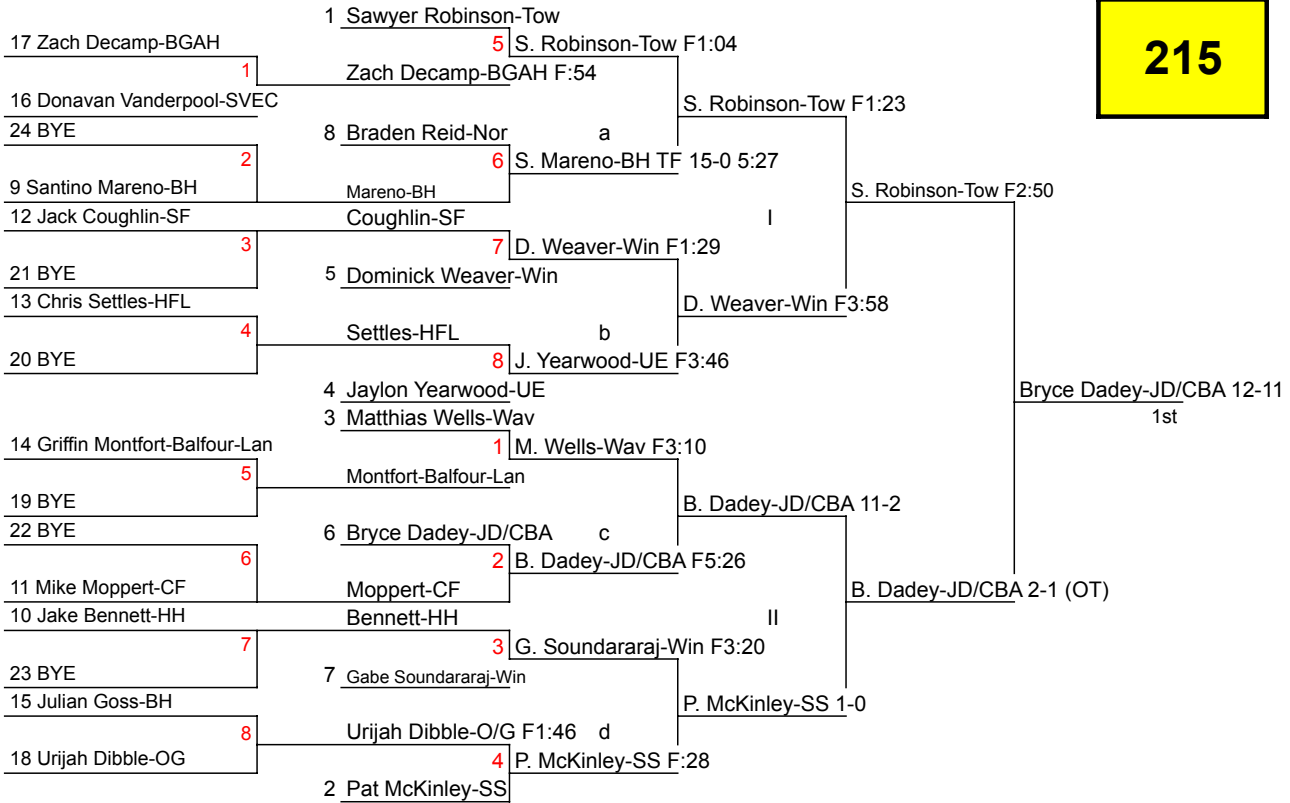 1 Sawyer Robinson-Tow
215
17 Zach Decamp-BGAH
5 S. Robinson-Tow F1:04
1
Zach Decamp-BGAH F:54
16 Donavan Vanderpool-SVEC
S. Robinson-Tow F1:23
24 BYE
8 Braden Reid-Nor a
2
6 S. Mareno-BH TF 15-0 5:27
9 Santino Mareno-BH
Mareno-BH
S. Robinson-Tow F2:50
12 Jack Coughlin-SF
Coughlin-SF
I
3
7 D. Weaver-Win F1:29
21 BYE
5 Dominick Weaver-Win
13 Chris Settles-HFL
D. Weaver-Win F3:58
4
Settles-HFL b
20 BYE
8 J. Yearwood-UE F3:46
4 Jaylon Yearwood-UE
Bryce Dadey-JD/CBA 12-11
3 Matthias Wells-Wav
1st
14 Griffin Montfort-Balfour-Lan
1 M. Wells-Wav F3:10
5
Montfort-Balfour-Lan
19 BYE
B. Dadey-JD/CBA 11-2
22 BYE
6 Bryce Dadey-JD/CBA c
6
2 B. Dadey-JD/CBA F5:26
11 Mike Moppert-CF
Moppert-CF
B. Dadey-JD/CBA 2-1 (OT)
10 Jake Bennett-HH
Bennett-HH
II
7
3 G. Soundararaj-Win F3:20
23 BYE
7 Gabe Soundararaj-Win
15 Julian Goss-BH
P. McKinley-SS 1-0
8
Urijah Dibble-O/G F1:46 d
18 Urijah Dibble-OG
4 P. McKinley-SS F:28
2 Pat McKinley-SS